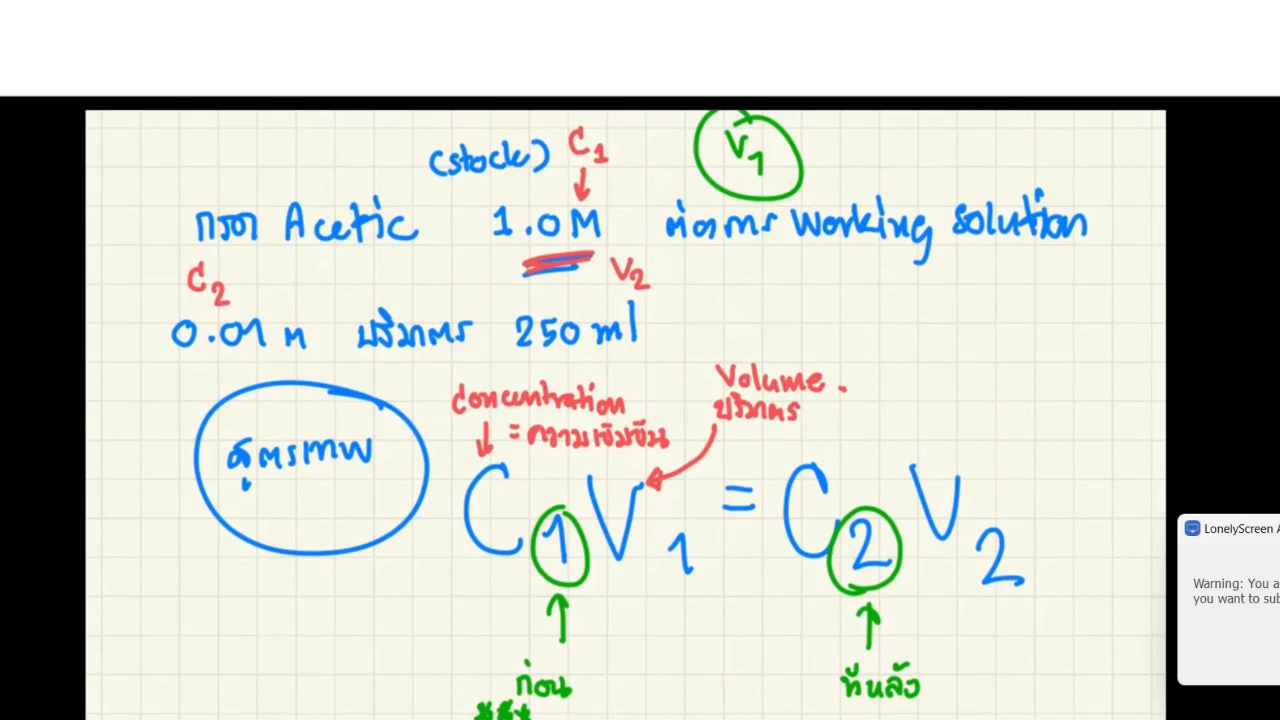 (stock) C1
V1
กรด Acetic 1.0M ต้องการ Working solution
C2 V2
0.01 M ปริมาตร 250 ml
Volume.
Concentration ปริมาตร
= ความเข้มข้น
สูตรเทพ
C1V1 = C2V2
ก่อน ทีหลัง
LonelyScreen A
Warning: You a
you want to sub